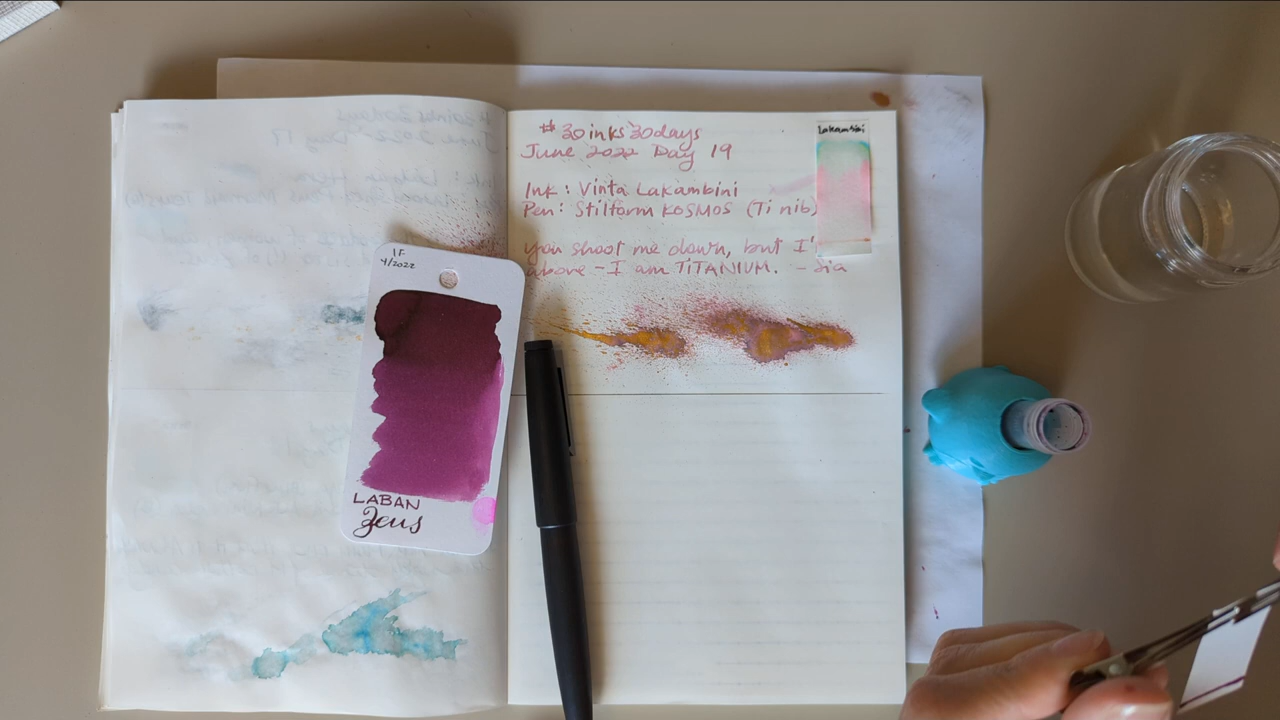 #30inks30days
June 2022 Day 19
Ink: Vinta Lakambini
Pen: Stilform KOSMOS (Ti nib)
you shoot me down, but I'
above - I am TITANIUM. - Sia
Lakambini
IF
4/2022
LABAN
Zeus